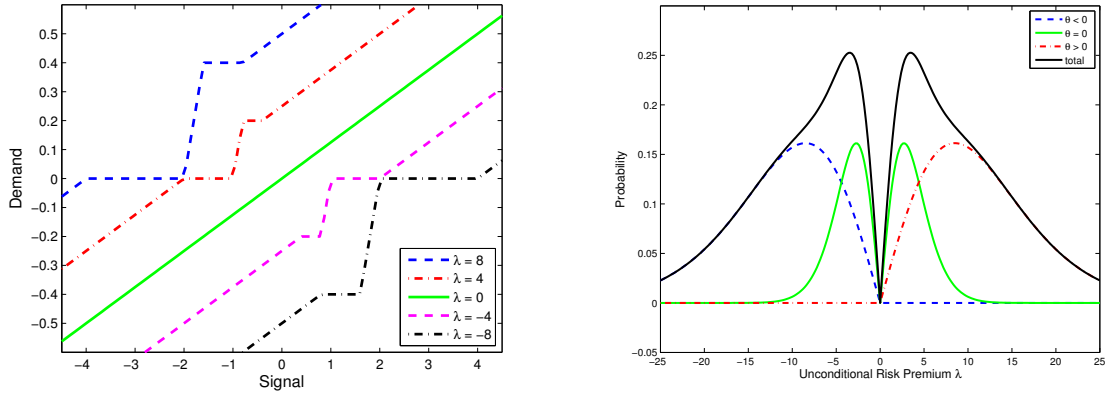 0.5
0.4
0.3
0.2
0.1
0
−0.1
−0.2
−0.3
−0.4
−0.5
Demand
−4 −3 −2 −1 0 1 2 3 4
Signal
λ = 8
λ = 4
λ = 0
λ = −4
λ = −8
0.3
0.25
0.2
0.15
0.1
0.05
0
−0.05
Probability
−25 −20 −15 −10 −5 0 5 10 15 20 25
Unconditional Risk Premium λ
θ < 0
θ = 0
θ > 0
total